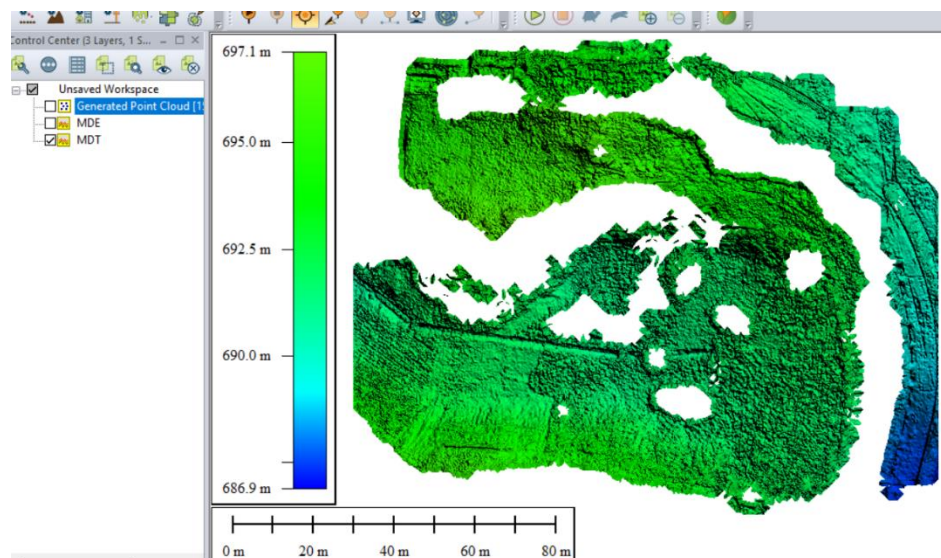 Control Center (3 Layers, 1 S...
Unsaved Workspace
Generated Point Cloud [1
MDE
MDT
697.1 m
695.0 m
692.5 m
690.0 m
686.9 m
0 m 20 m 40 m 60 m 80 m